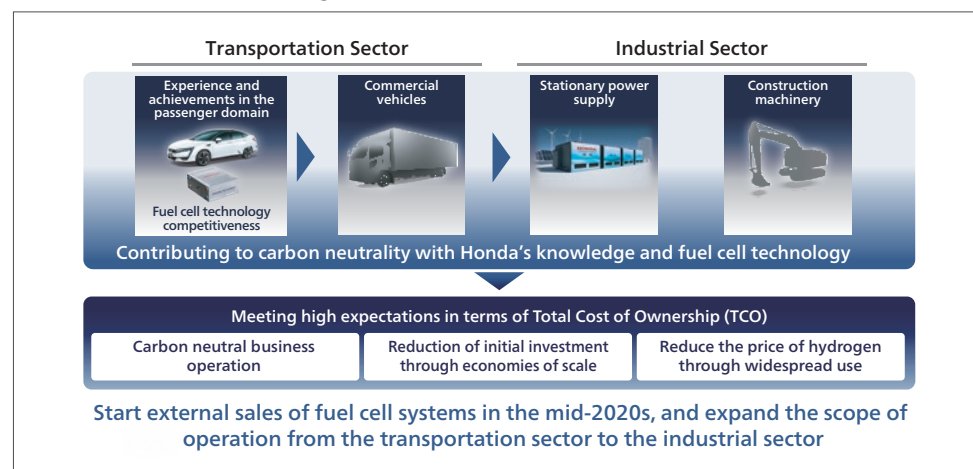 Transportation Sector
Industrial Sector
Experience and
achievements in the
passenger domain
Fuel cell technology
competitiveness
Commercial
vehicles
Stationary power
supply
Construction
machinery
Contributing to carbon neutrality with Honda's knowledge and fuel cell technology
Meeting high expectations in terms of Total Cost of Ownership (TCO)
Carbon neutral business
operation
Reduction of initial investment
through economies of scale
Reduce the price of hydrogen
through widespread use
Start external sales of fuel cell systems in the mid-2020s, and expand the scope of
operation from the transportation sector to the industrial sector